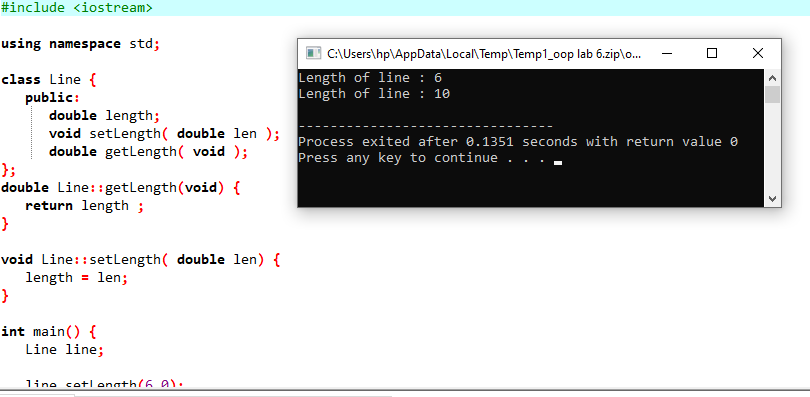 #include <iostream>
using namespace std;
class Line {
public:
double length;
void setLength( double len );
double getLength( void );
};
double Line::getLength(void) {
return length ;
}
void Line::setLength( double len) {
length = len;
}
int main() {
Line line;
line.setLength(6.0);
C:\Users\hp\AppData\Local\Temp\Temp1_oop lab 6.zip\o...
Length of line : 6
Length of line : 10
--------------------------------
Process exited after 0.1351 seconds with return value 0
Press any key to continue . . .